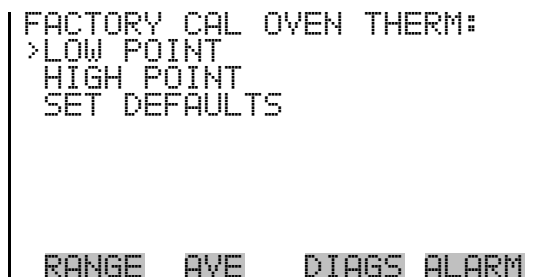 FACTORY CAL OVEN THERM:
>LOW POINT
HIGH POINT
SET DEFAULTS
RANGE AVE DIAGS ALARM